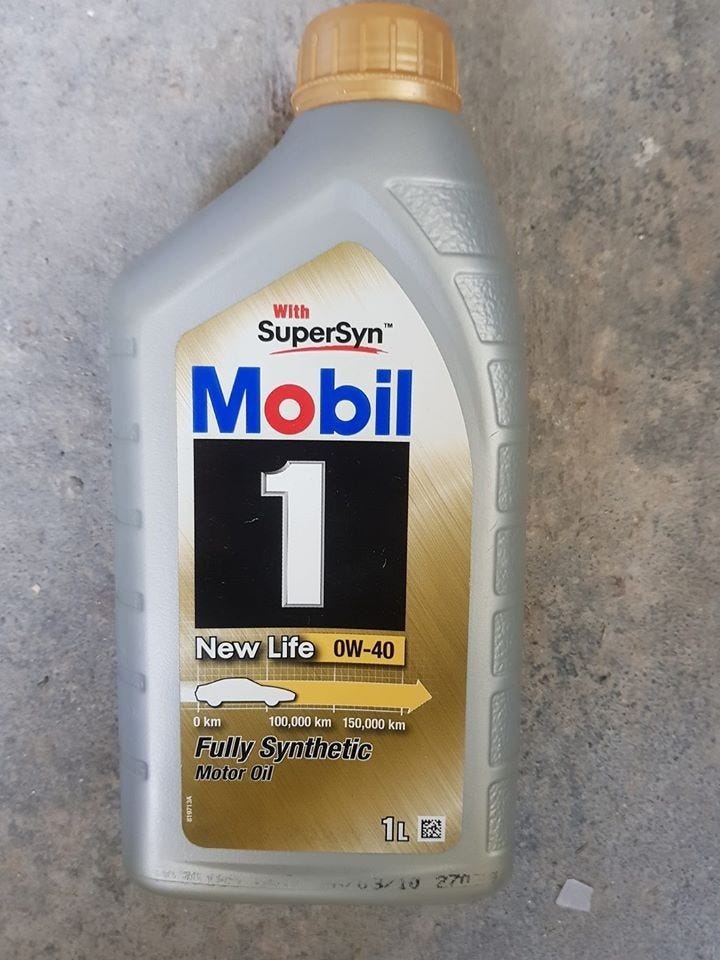 With
SuperSyn™
Mobil
1
New Life 0W-40
0 km 100,000 km 150,000 km
Fully Synthetic
Motor Oil
819713A
1L